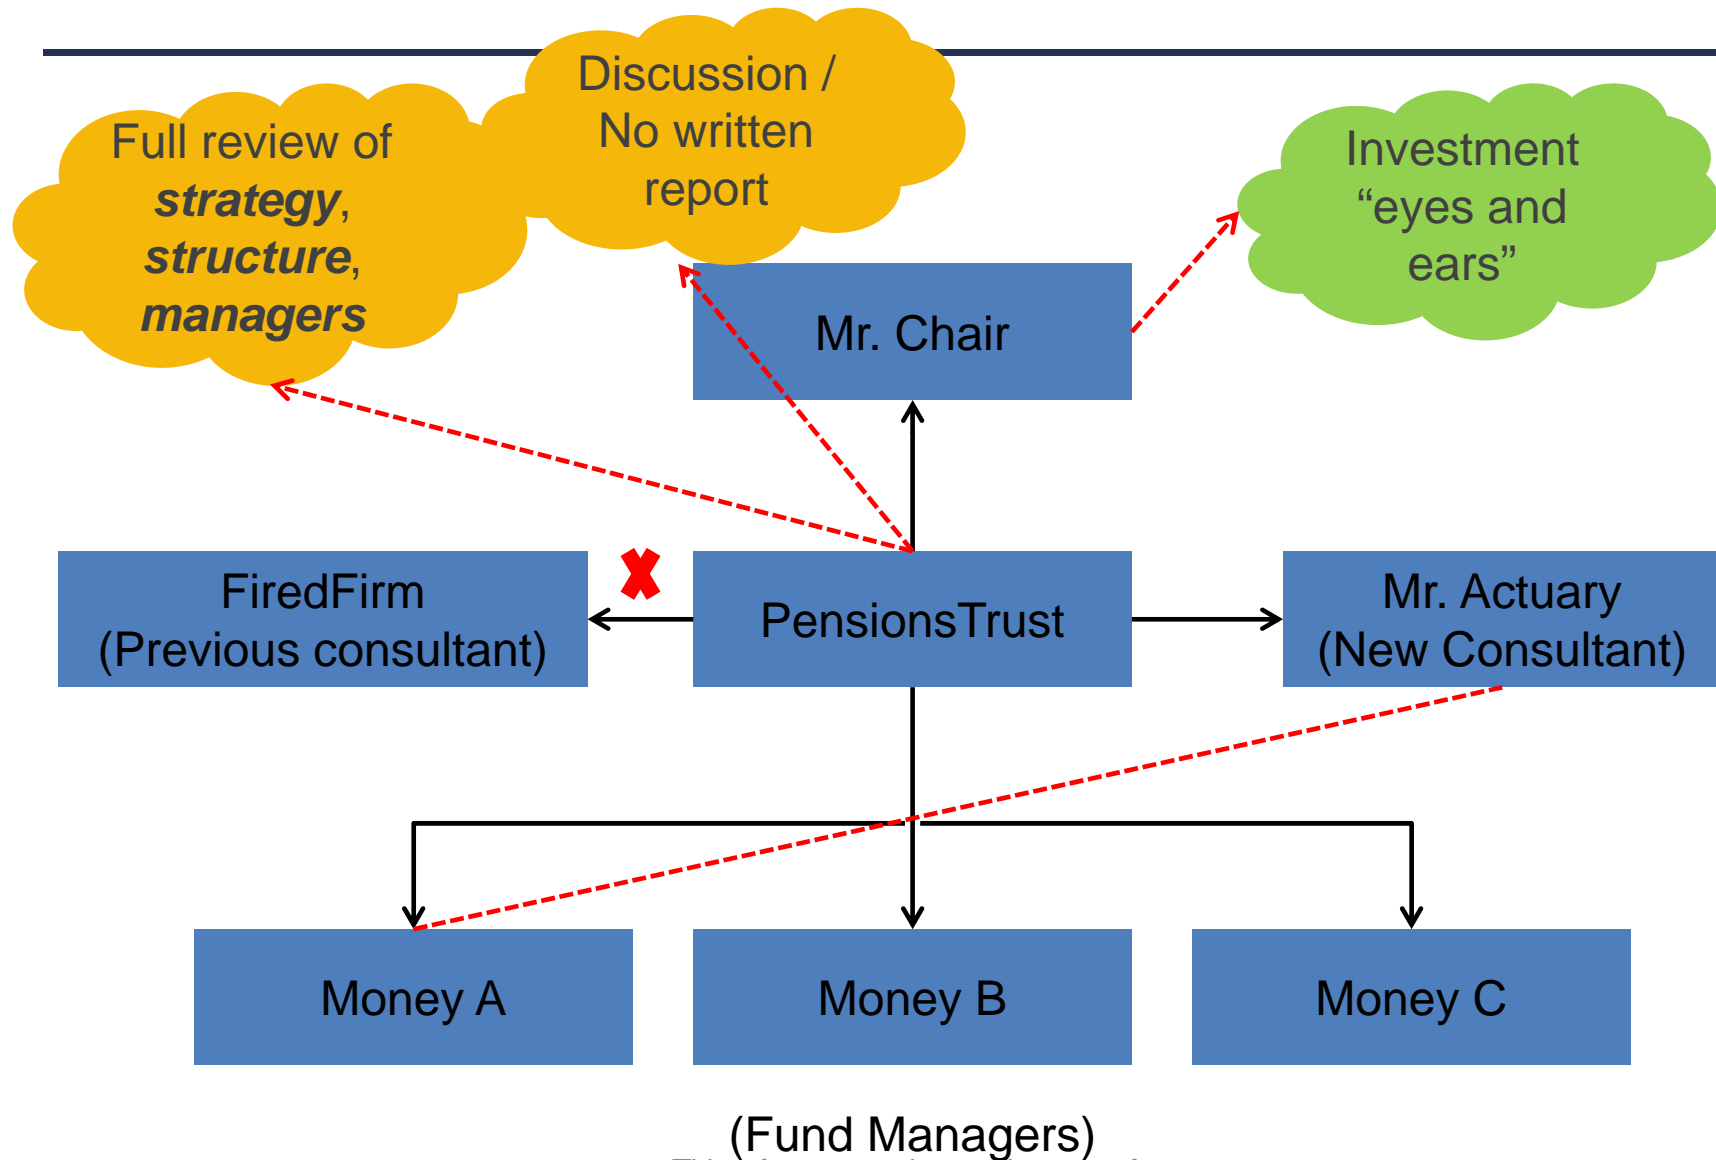 Discussion /
No written
report
Full review of
strategy,
structure,
managers
Investment
“eyes and
ears”
Mr. Chair
FiredFirm
(Previous consultant)
PensionsTrust
Mr. Actuary
(New Consultant)
Money A
Money B
Money C
(Fund Managers)